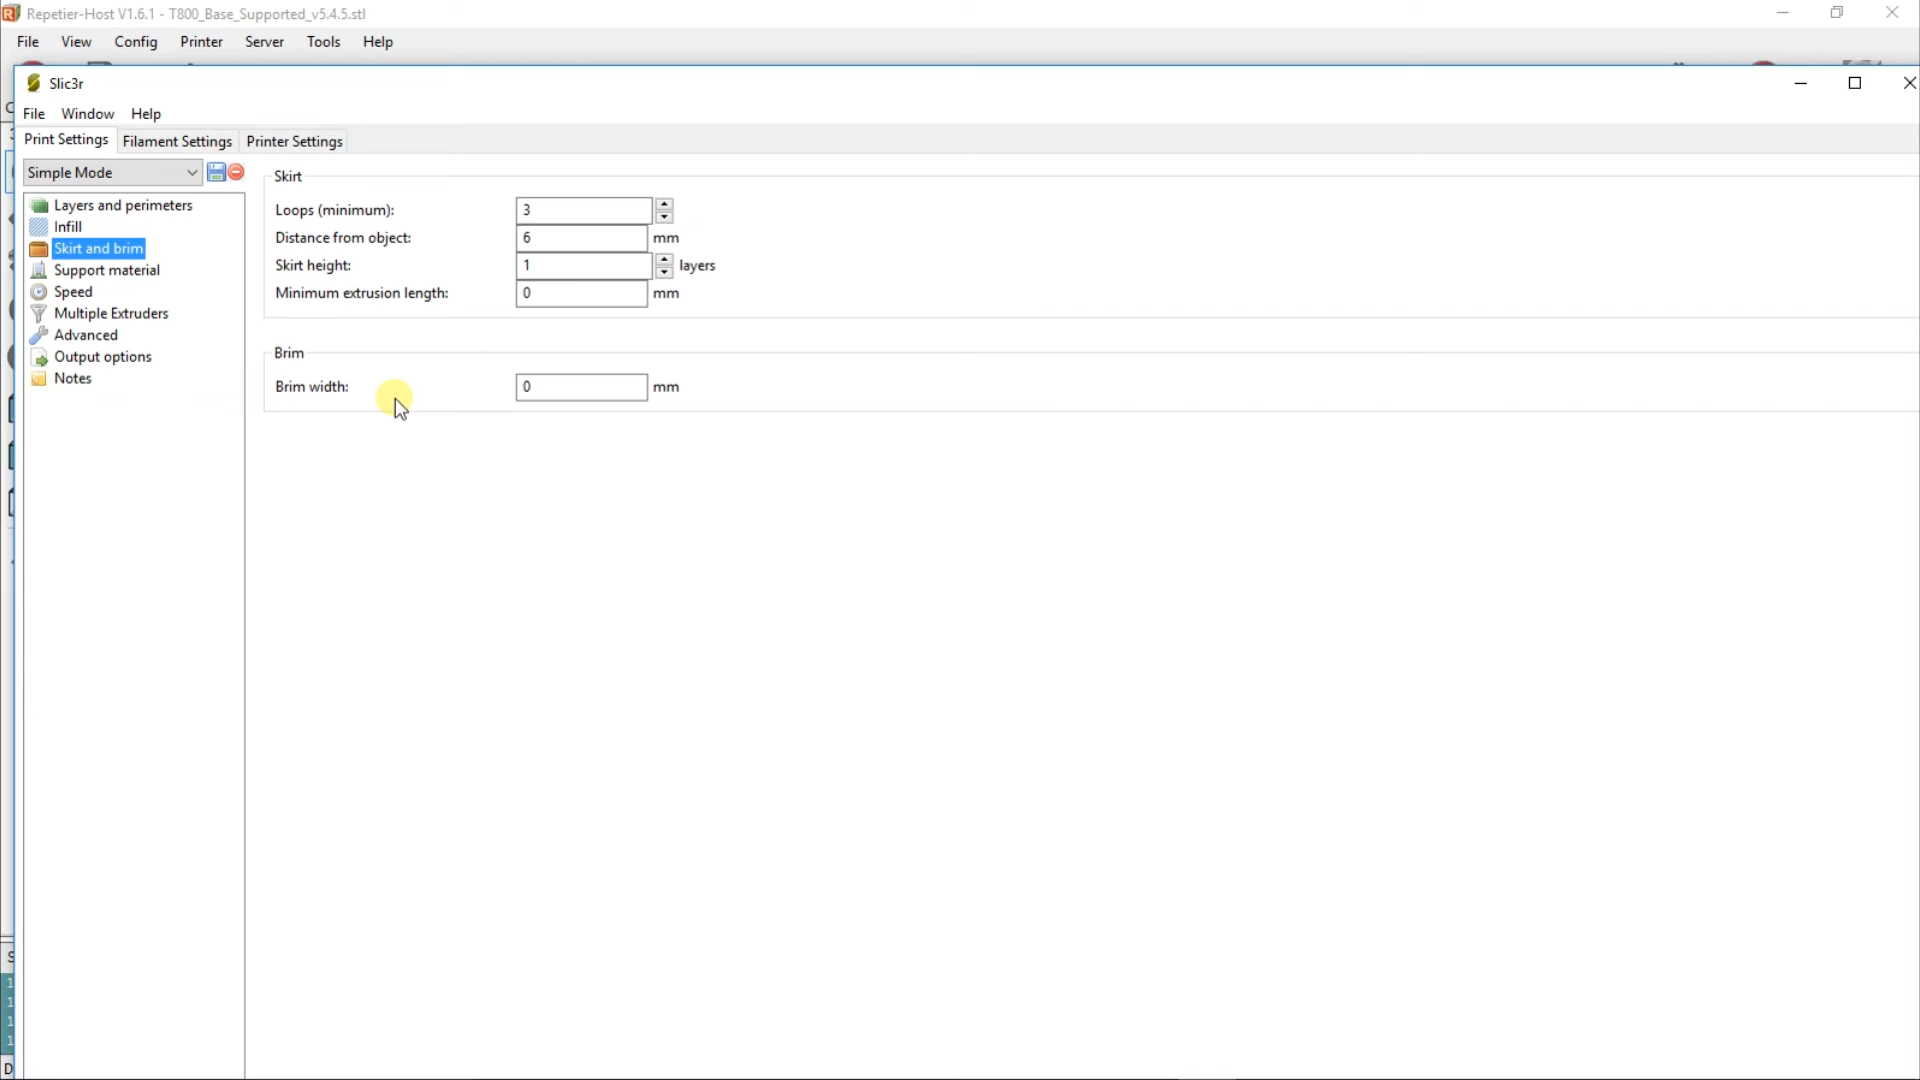 Repetier-Host V1.6.1 - T800_Base_Supported_v5.4.5.stl
File View Config Printer Server Tools Help
Slic3r
File Window Help
Print Settings Filament Settings Printer Settings
Simple Mode
Layers and perimeters
Infill
Skirt and brim
Support material
Speed
Multiple Extruders
Advanced
Output options
Notes
Skirt
Loops (minimum): 3
Distance from object: 6 mm
Skirt height: 1 layers
Minimum extrusion length: 0 mm
Brim
Brim width: 0 mm